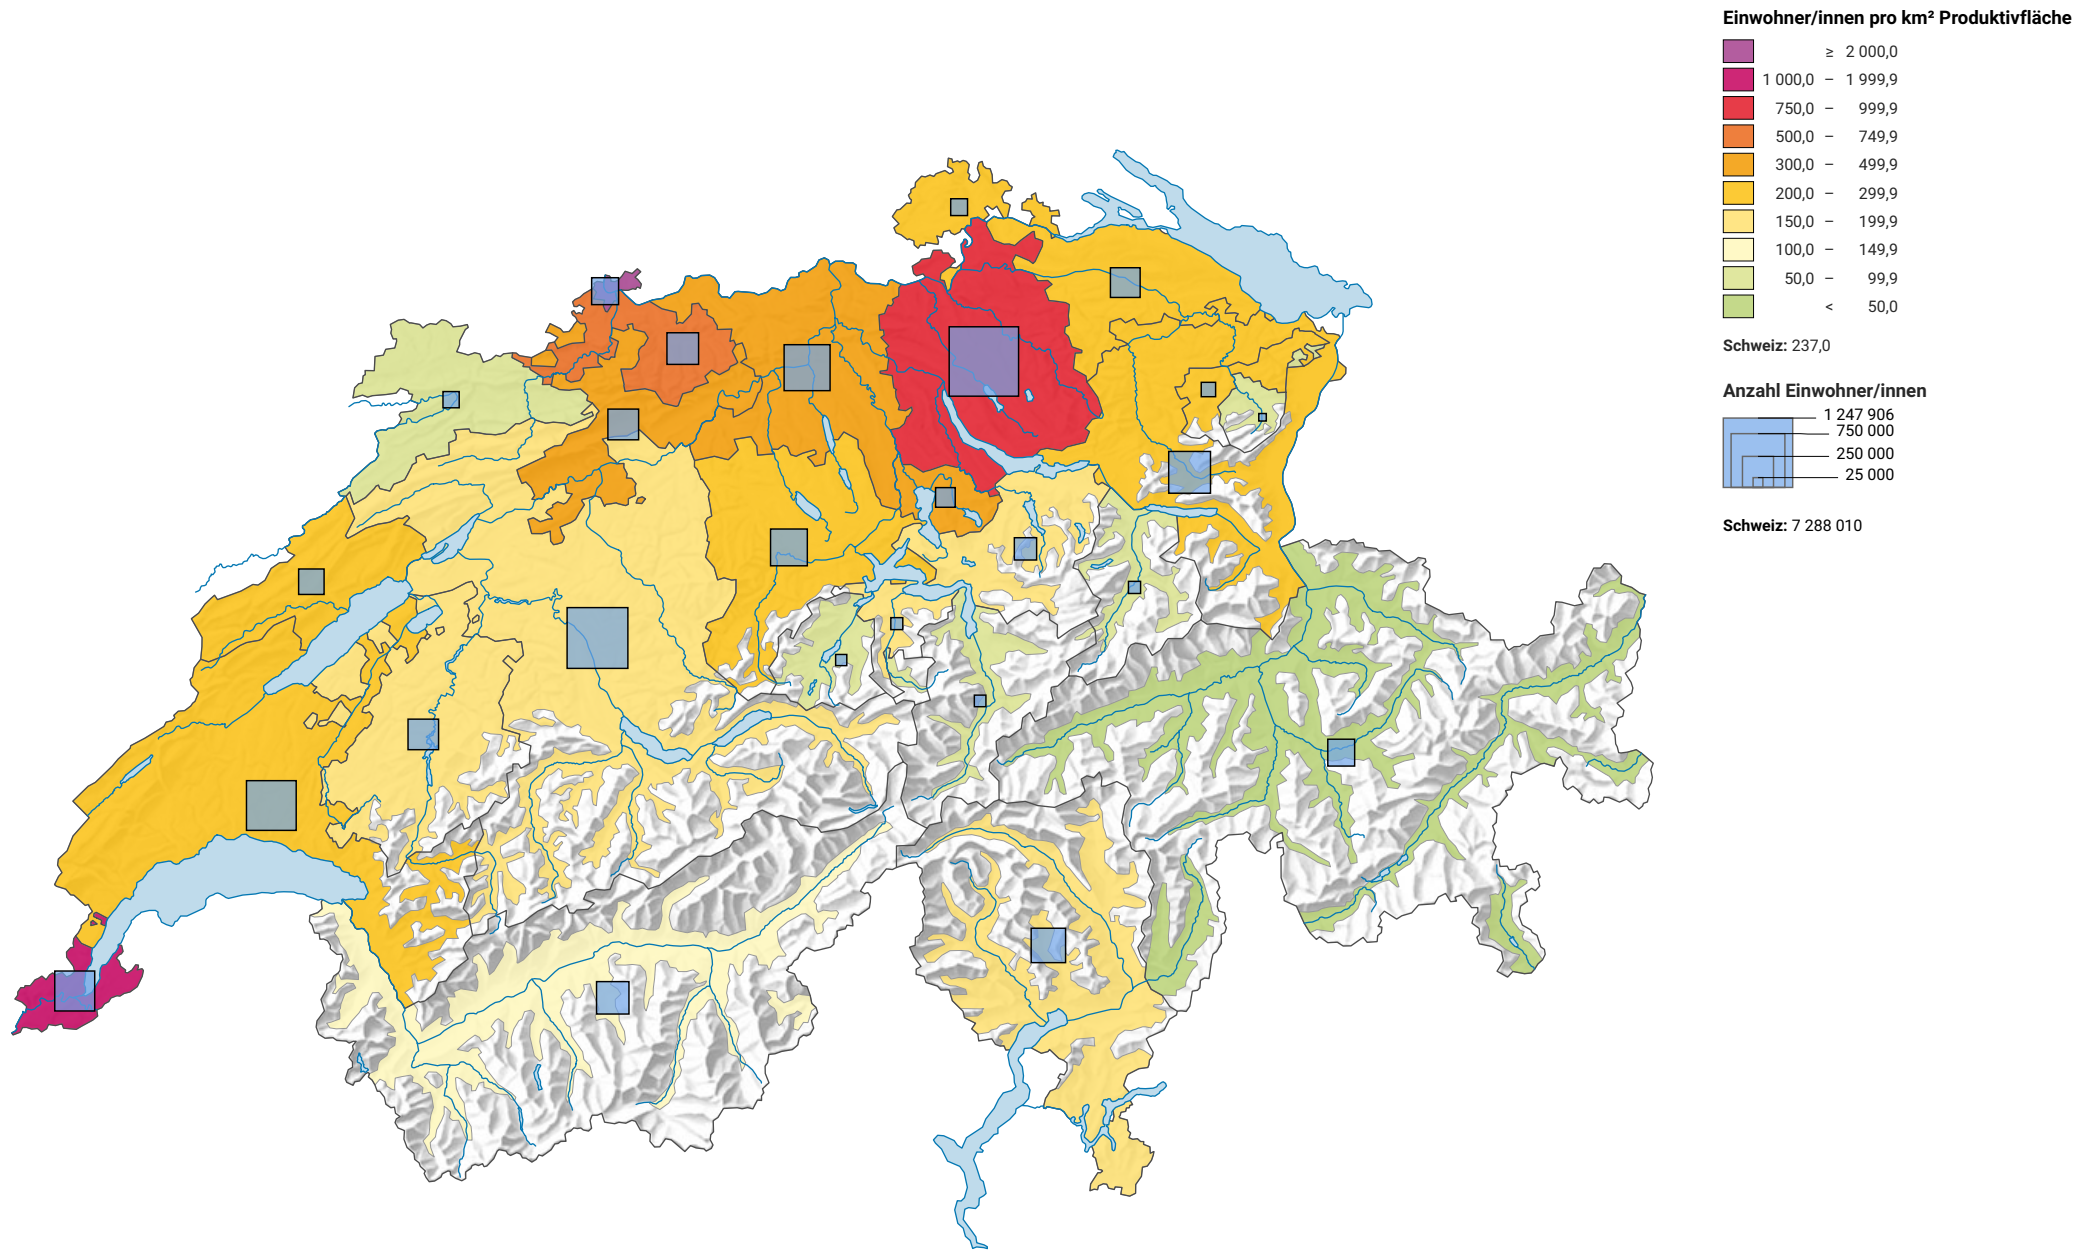 Einwohner/innen pro km² Produktivfläche
≥ 2 000,0
1 000,0 – 1 999,9
750,0 – 999,9
500,0 – 749,9
300,0 – 499,9
200,0 – 299,9
150,0 – 199,9
100,0 – 149,9
50,0 – 99,9
< 50,0
Schweiz: 237,0
Anzahl Einwohner/innen
1 247 906
750 000
250 000
25 000
Schweiz: 7 288 010